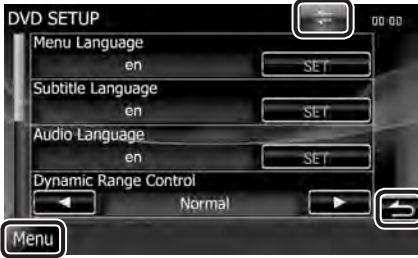 DVD SETUP 00:00
Menu Language
en SET
Subtitle Language
en SET
Audio Language
en SET
Dynamic Range Control
Normal
Menu